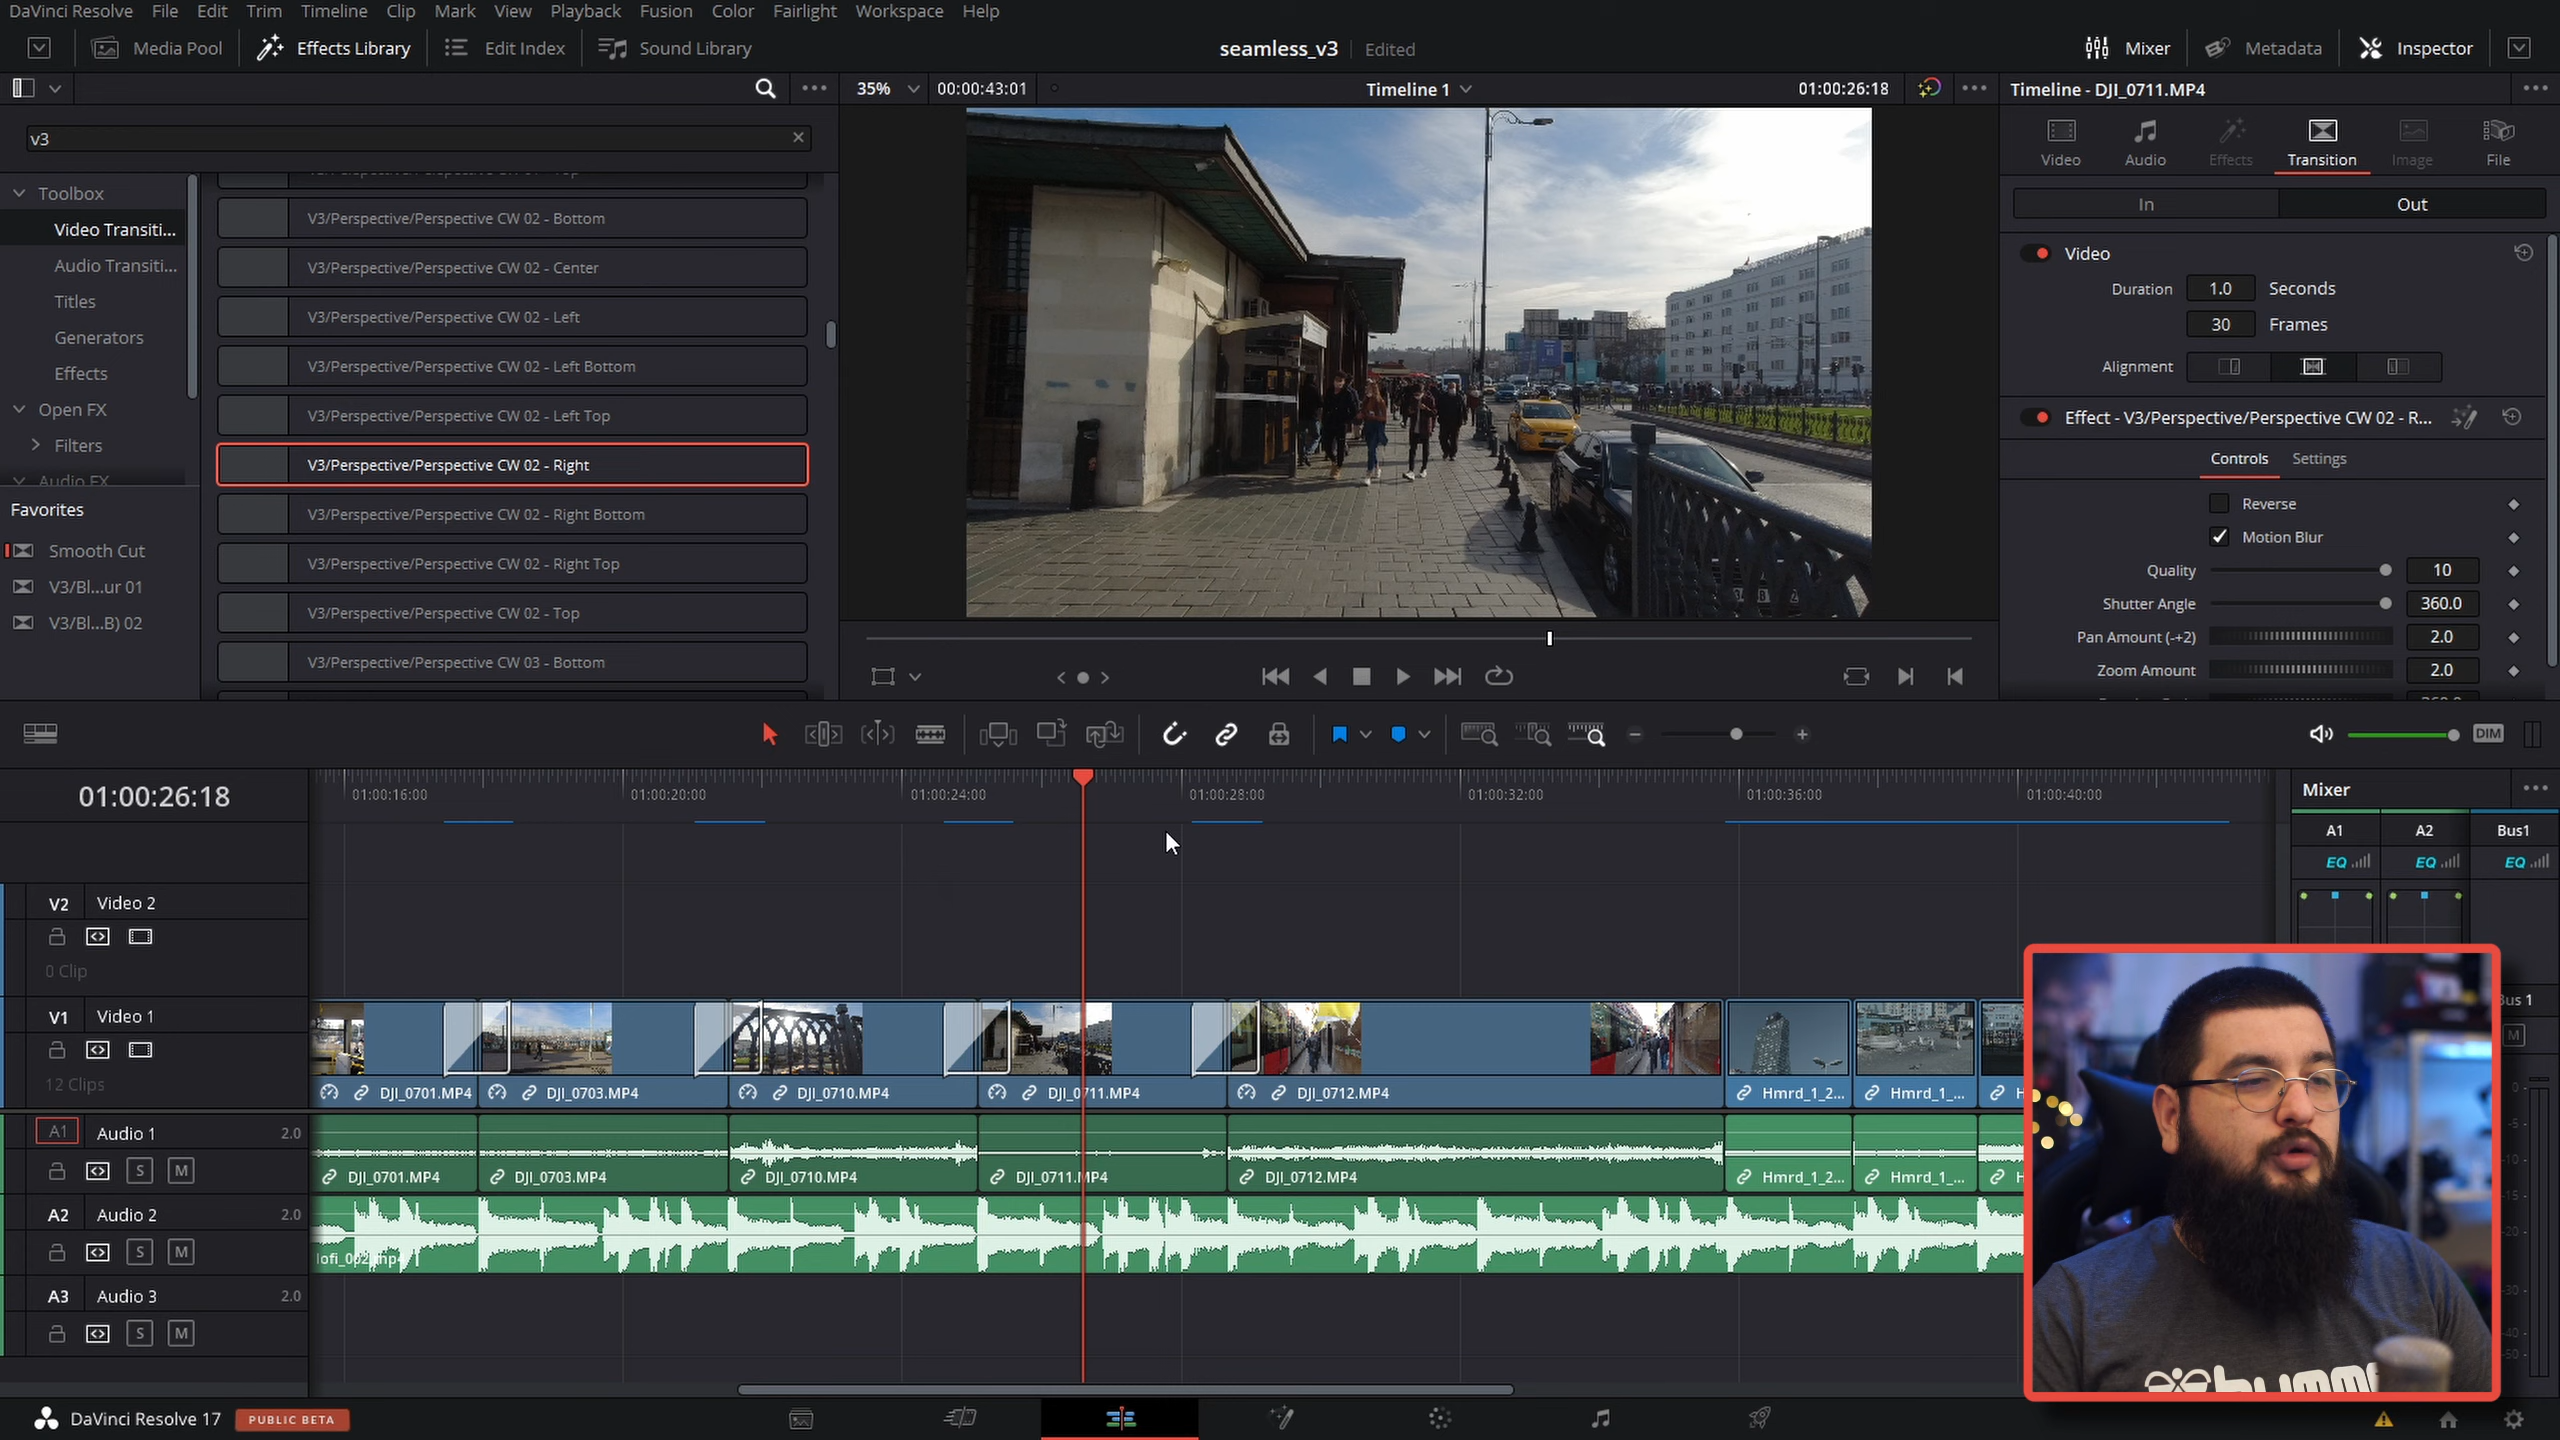 DaVinci Resolve File Edit Trim Timeline Clip Mark View Playback Fusion Color Fairlight Workspace Help
Media Pool Effects Library Edit Index Sound Library seamless_v3 Edited Mixer Metadata Inspector
35% 00:00:43:01 Timeline 1 01:00:26:18 Timeline - DJI_0711.MP4
v3
Video Audio Effects Transition Image File
Toolbox
Video Transiti...
Audio Transiti...
Titles
Generators
Effects
Open FX
Filters
Audio FX
Favorites
Smooth Cut
V3/Bl...ur 01
V3/Bl...B) 02
V3/Perspective/Perspective CW 02 - Bottom
V3/Perspective/Perspective CW 02 - Center
V3/Perspective/Perspective CW 02 - Left
V3/Perspective/Perspective CW 02 - Left Bottom
V3/Perspective/Perspective CW 02 - Left Top
V3/Perspective/Perspective CW 02 - Right
V3/Perspective/Perspective CW 02 - Right Bottom
V3/Perspective/Perspective CW 02 - Right Top
V3/Perspective/Perspective CW 02 - Top
V3/Perspective/Perspective CW 03 - Bottom
In Out
Video
Duration 1.0 Seconds
30 Frames
Alignment
Effect - V3/Perspective/Perspective CW 02 - R...
Controls Settings
Reverse
Motion Blur
Quality 10
Shutter Angle 360.0
Pan Amount (-+2) 2.0
Zoom Amount 2.0
DIM
01:00:26:18
01:00:16:00 01:00:20:00 01:00:24:00 01:00:28:00 01:00:32:00 01:00:36:00 01:00:40:00
Mixer
A1 A2 Bus1
EQ EQ EQ
V2 Video 2
0 Clip
V1 Video 1
12 Clips
DJI_0701.MP4 DJI_0703.MP4 DJI_0710.MP4 DJI_0711.MP4 DJI_0712.MP4 Hmrd_1_2... Hmrd_1_...
Bus 1
M
A1 Audio 1 2.0
S M
DJI_0701.MP4 DJI_0703.MP4 DJI_0710.MP4 DJI_0711.MP4 DJI_0712.MP4 Hmrd_1_2... Hmrd_1_...
A2 Audio 2 2.0
S M
A3 Audio 3 2.0
S M
DaVinci Resolve 17 PUBLIC BETA